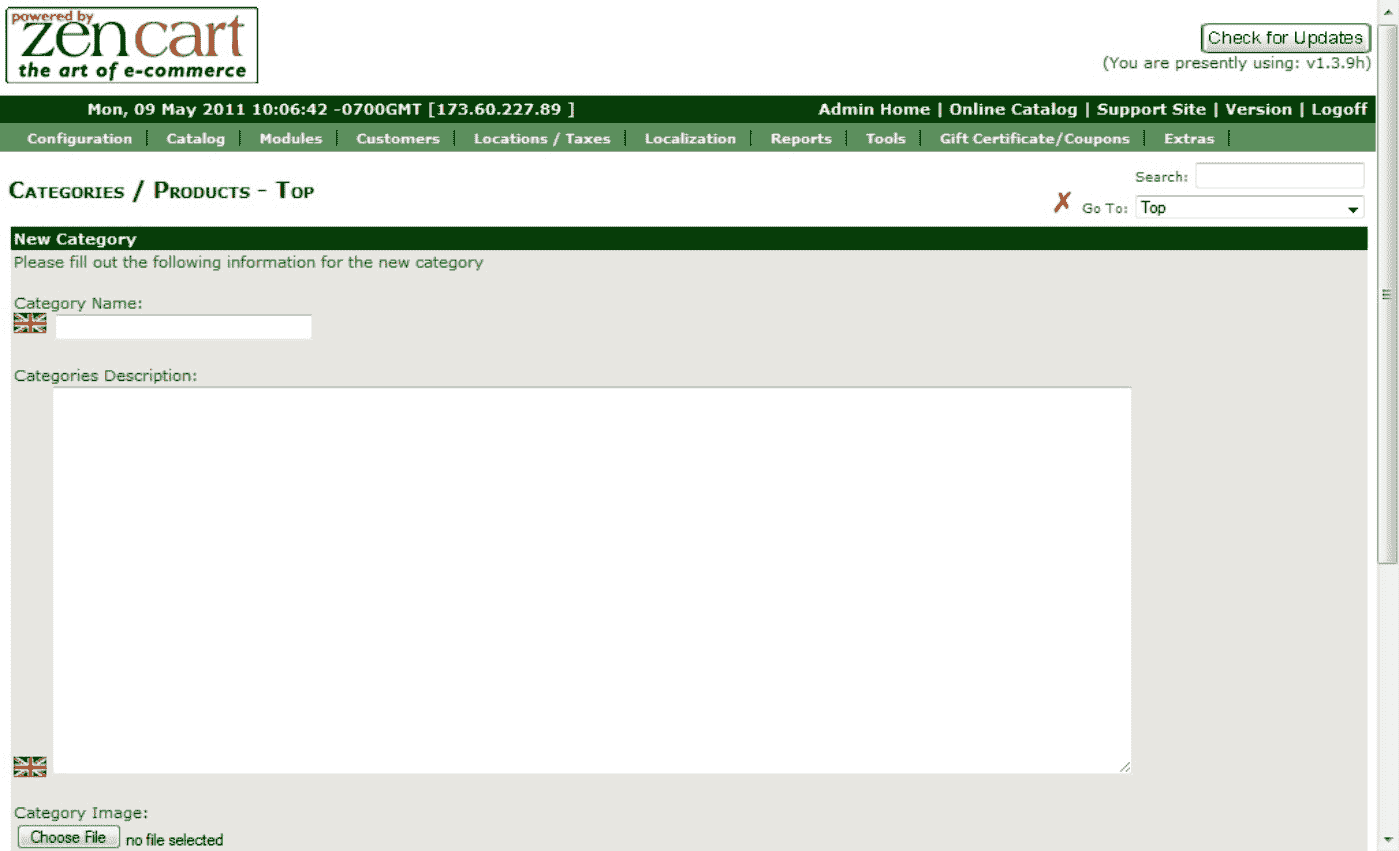 powered by
zen cart
the art of e-commerce
Check for Updates
(You are presently using: v1.3.9h)
Mon, 09 May 2011 10:06:42 -0700GMT [173.60.227.89 ]
Admin Home | Online Catalog | Support Site | Version | Logoff
Configuration | Catalog | Modules | Customers | Locations / Taxes | Localization | Reports | Tools | Gift Certificate/Coupons | Extras |
Search:
Categories / Products - Top
Go To: Top
New Category
Please fill out the following information for the new category
Category Name:
Categories Description:
Category Image:
Choose File no file selected